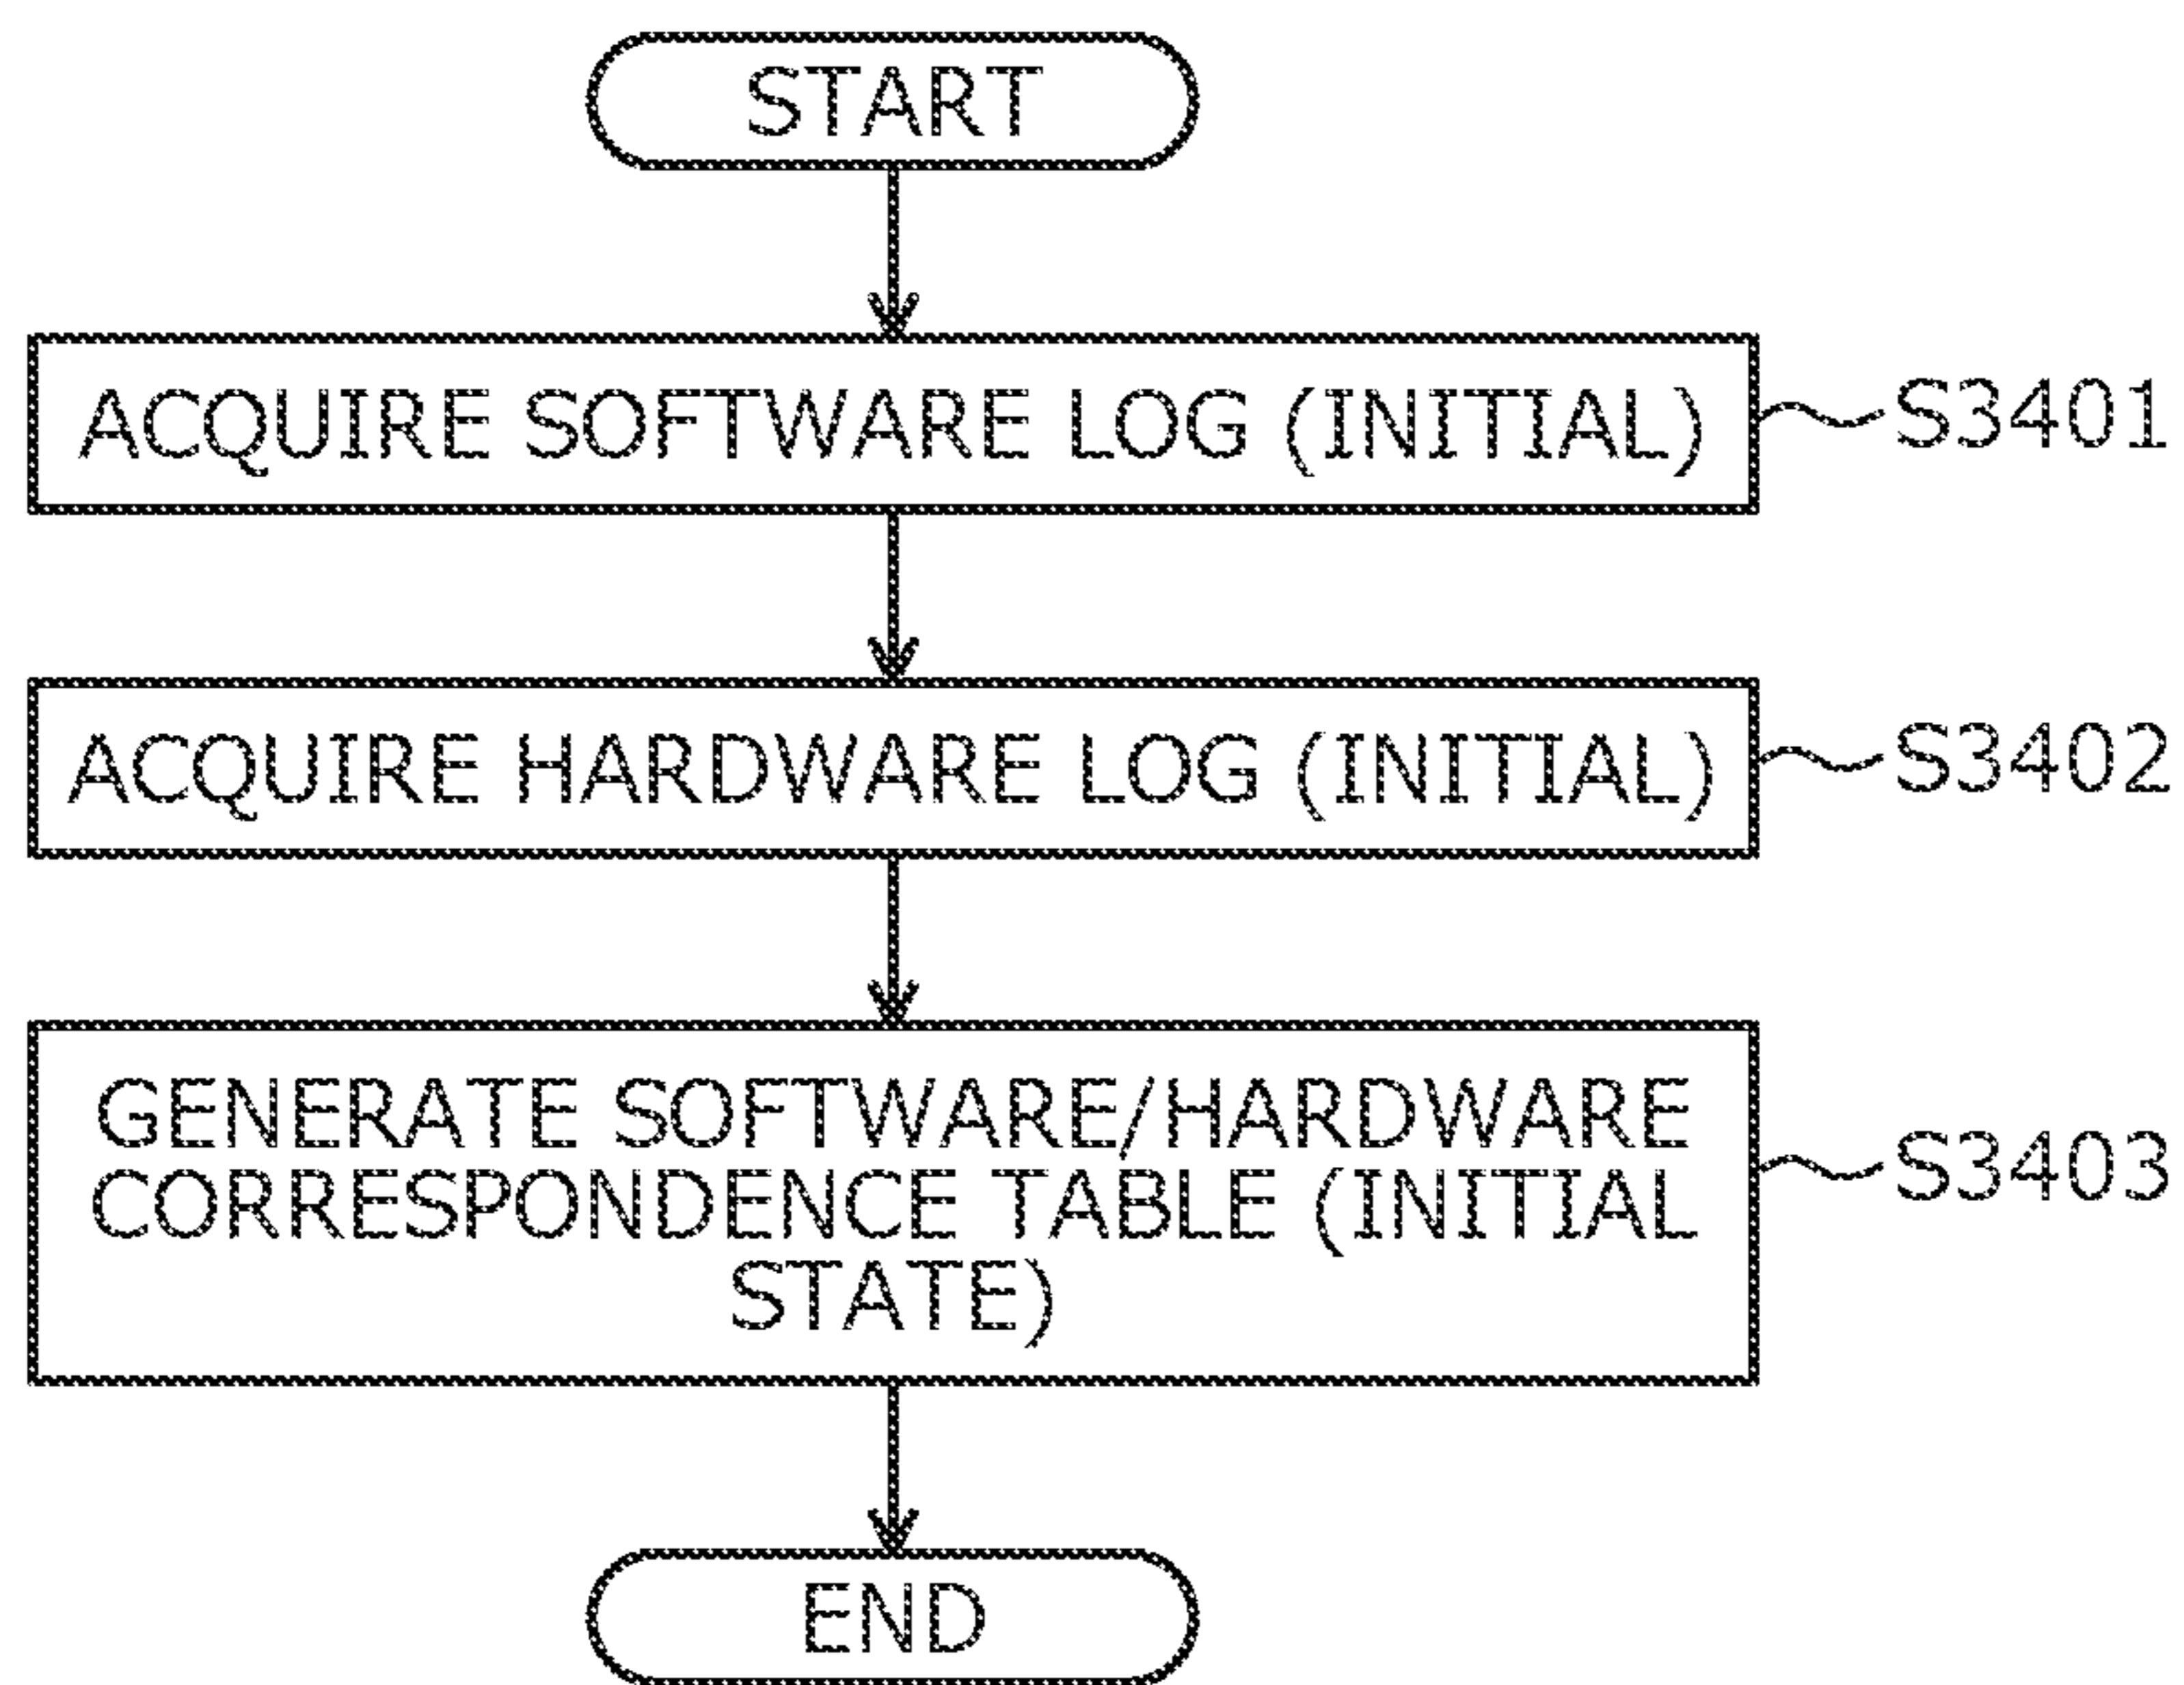 START
ACQUIRE SOFTWARE LOG (INITIAL)
S3401
ACQUIRE HARDWARE LOG (INITIAL)
S3402
GENERATE SOFTWARE/HARDWARE
CORRESPONDENCE TABLE (INITIAL
STATE)
S3403
END